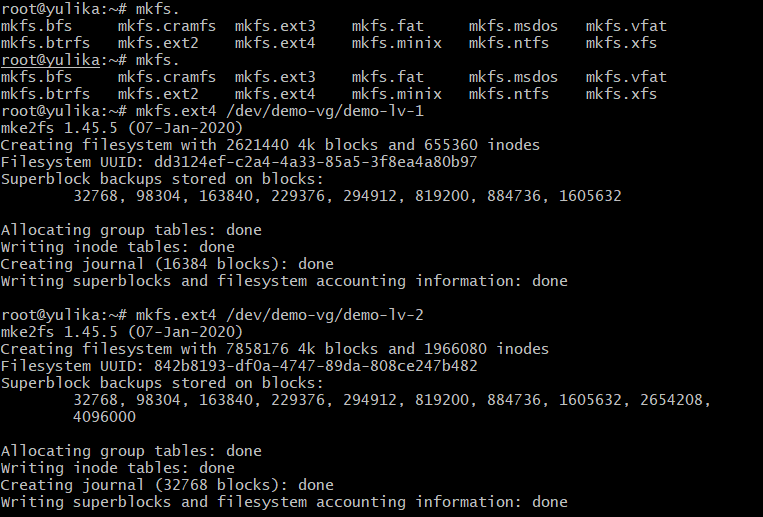 root@yulika:~# mkfs.
mkfs.bfs     mkfs.cramfs  mkfs.ext3    mkfs.fat     mkfs.msdos   mkfs.vfat
mkfs.btrfs   mkfs.ext2    mkfs.ext4    mkfs.minix   mkfs.ntfs    mkfs.xfs
root@yulika:~# mkfs.
mkfs.bfs     mkfs.cramfs  mkfs.ext3    mkfs.fat     mkfs.msdos   mkfs.vfat
mkfs.btrfs   mkfs.ext2    mkfs.ext4    mkfs.minix   mkfs.ntfs    mkfs.xfs
root@yulika:~# mkfs.ext4 /dev/demo-vg/demo-lv-1
mke2fs 1.45.5 (07-Jan-2020)
Creating filesystem with 2621440 4k blocks and 655360 inodes
Filesystem UUID: dd3124ef-c2a4-4a33-85a5-3f8ea4a80b97
Superblock backups stored on blocks:
        32768, 98304, 163840, 229376, 294912, 819200, 884736, 1605632

Allocating group tables: done
Writing inode tables: done
Creating journal (16384 blocks): done
Writing superblocks and filesystem accounting information: done

root@yulika:~# mkfs.ext4 /dev/demo-vg/demo-lv-2
mke2fs 1.45.5 (07-Jan-2020)
Creating filesystem with 7858176 4k blocks and 1966080 inodes
Filesystem UUID: 842b8193-df0a-4747-89da-808ce247b482
Superblock backups stored on blocks:
        32768, 98304, 163840, 229376, 294912, 819200, 884736, 1605632, 2654208,
        4096000

Allocating group tables: done
Writing inode tables: done
Creating journal (32768 blocks): done
Writing superblocks and filesystem accounting information: done